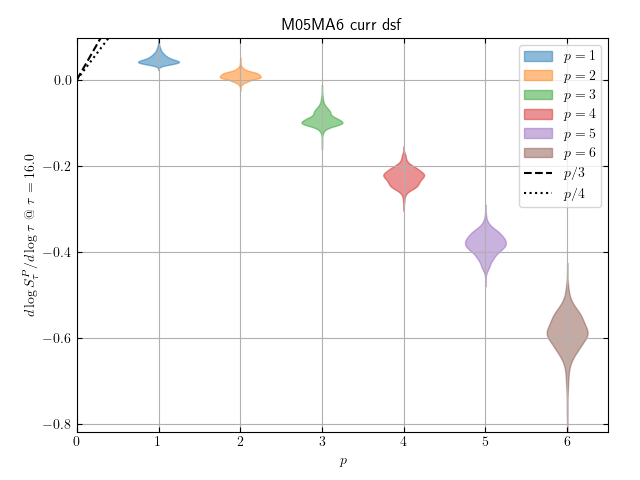 M05MA6 curr dsf
d log S_τ^P / d log τ @ τ = 16.0
0.0
−0.2
−0.4
−0.6
−0.8
0 1 2 3 4 5 6
p
p = 1
p = 2
p = 3
p = 4
p = 5
p = 6
p/3
p/4